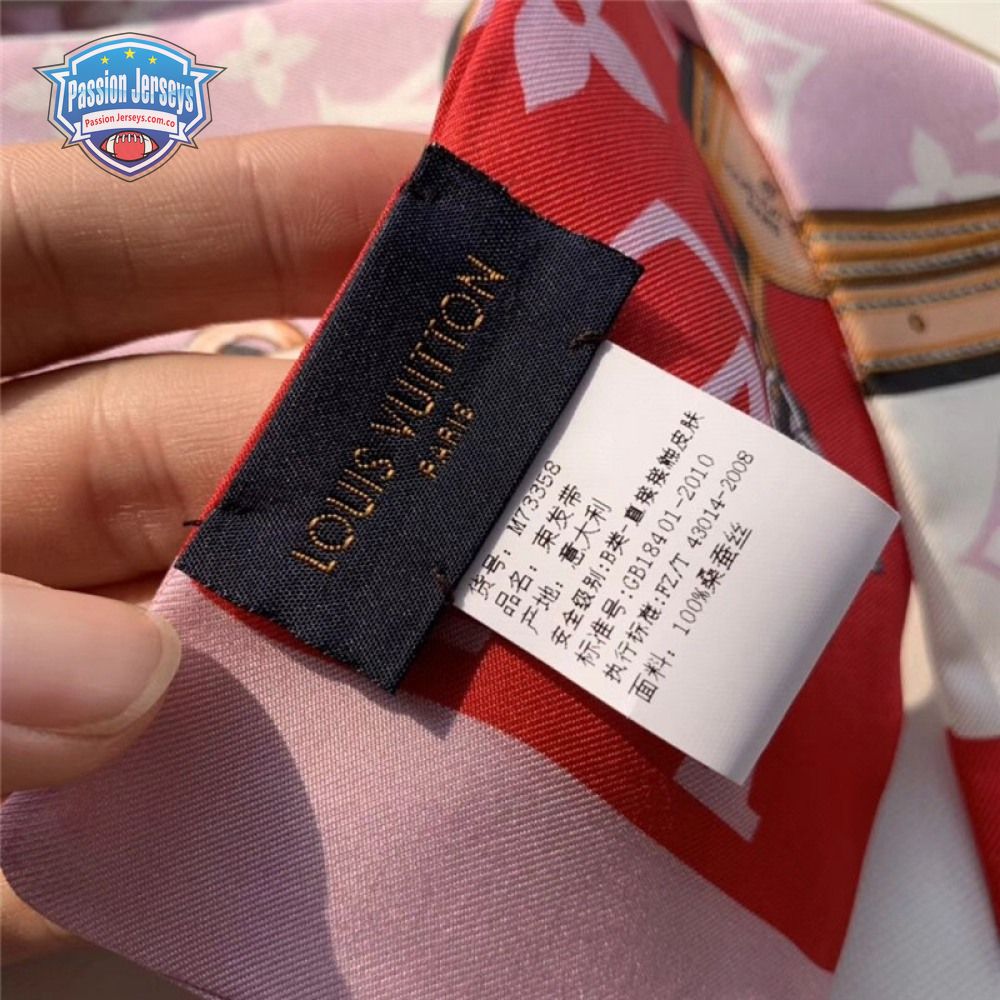 Passion Jerseys
Passion Jerseys.com.co
LOUIS VUITTON
PARIS
货号: M73358
品名: 束发带
产地: 意大利
安全级别:B类-直接接触皮肤
标准号:GB18401-2010
执行标准:FZ/T 43014-2008
面料: 100%桑蚕丝